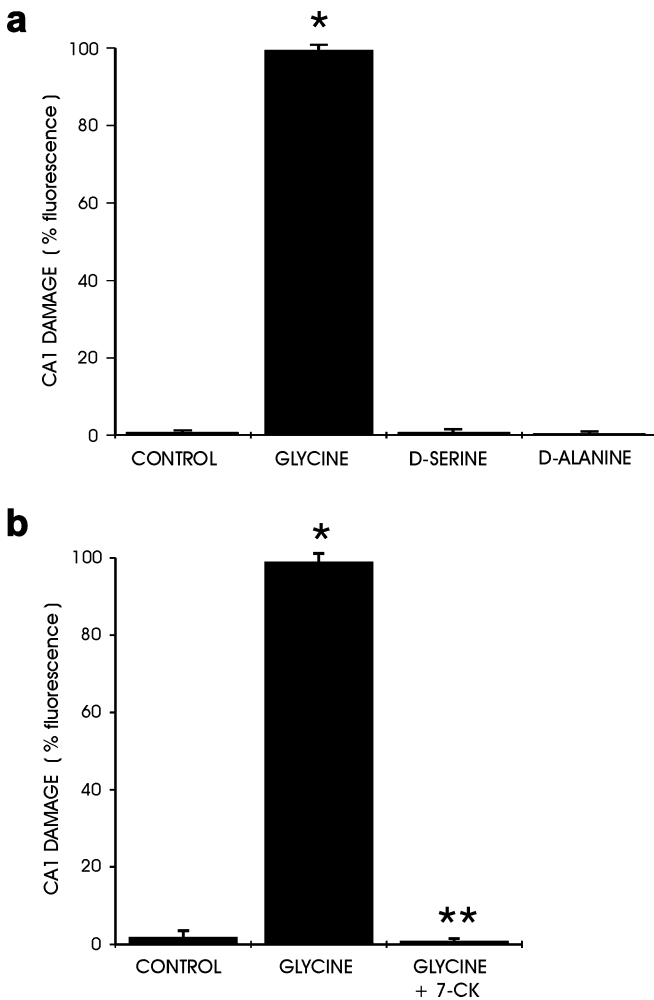 a
*
CA1 DAMAGE ( % fluorescence )
100
80
60
40
20
0
CONTROL GLYCINE D-SERINE D-ALANINE
b
*
CA1 DAMAGE ( % fluorescence )
100
80
60
40
20
**
0
CONTROL GLYCINE GLYCINE
+ 7-CK